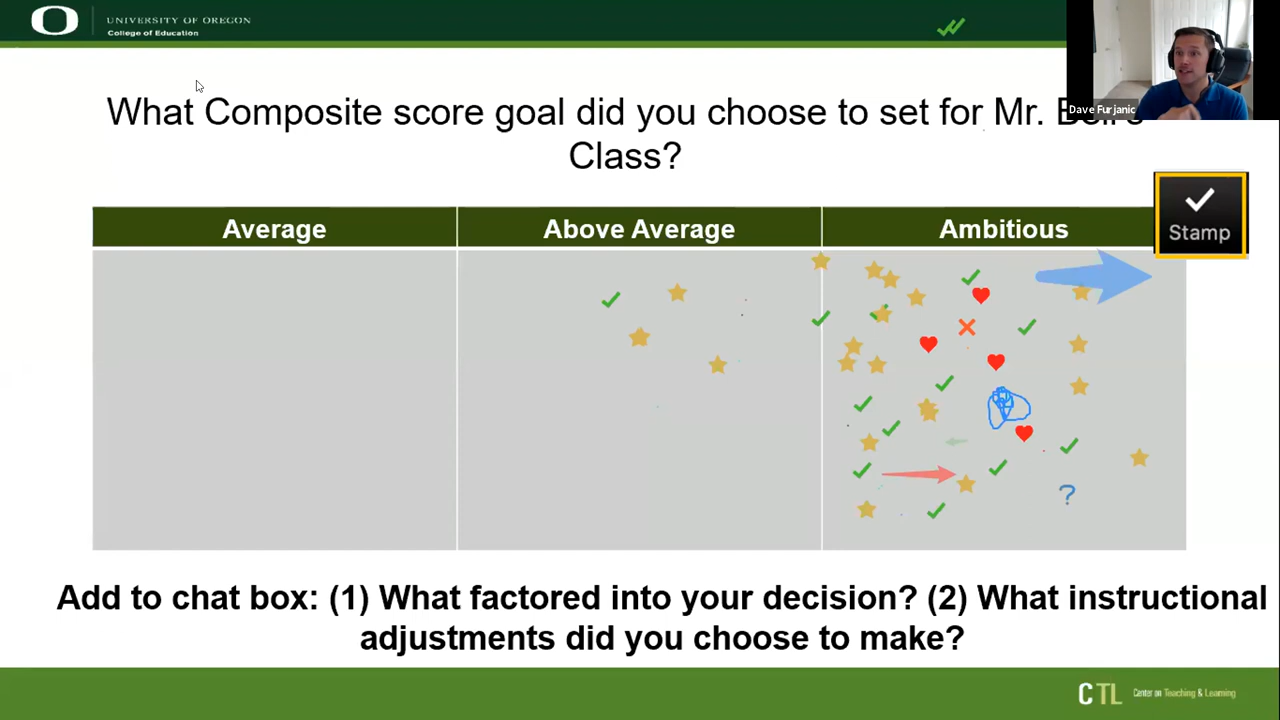 UNIVERSITY OF OREGON
College of Education
Dave Furjanic
What Composite score goal did you choose to set for Mr.
Class?
Stamp
Average Above Average Ambitious
?
Add to chat box: (1) What factored into your decision? (2) What instructional
adjustments did you choose to make?
CTL Center on Teaching & Learning